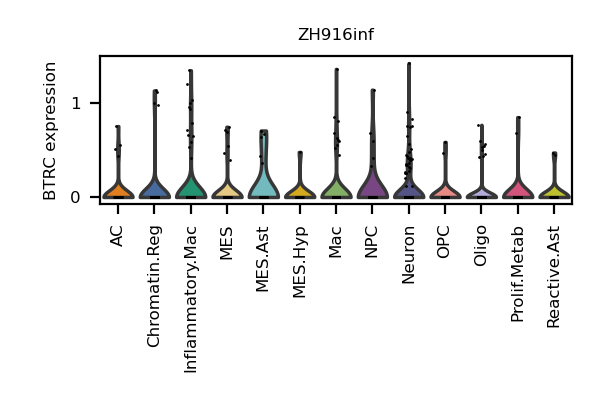 ZH916inf
BTRC expression
1
0
AC
Chromatin.Reg
Inflammatory.Mac
MES
MES.Ast
MES.Hyp
Mac
NPC
Neuron
OPC
Oligo
Prolif.Metab
Reactive.Ast